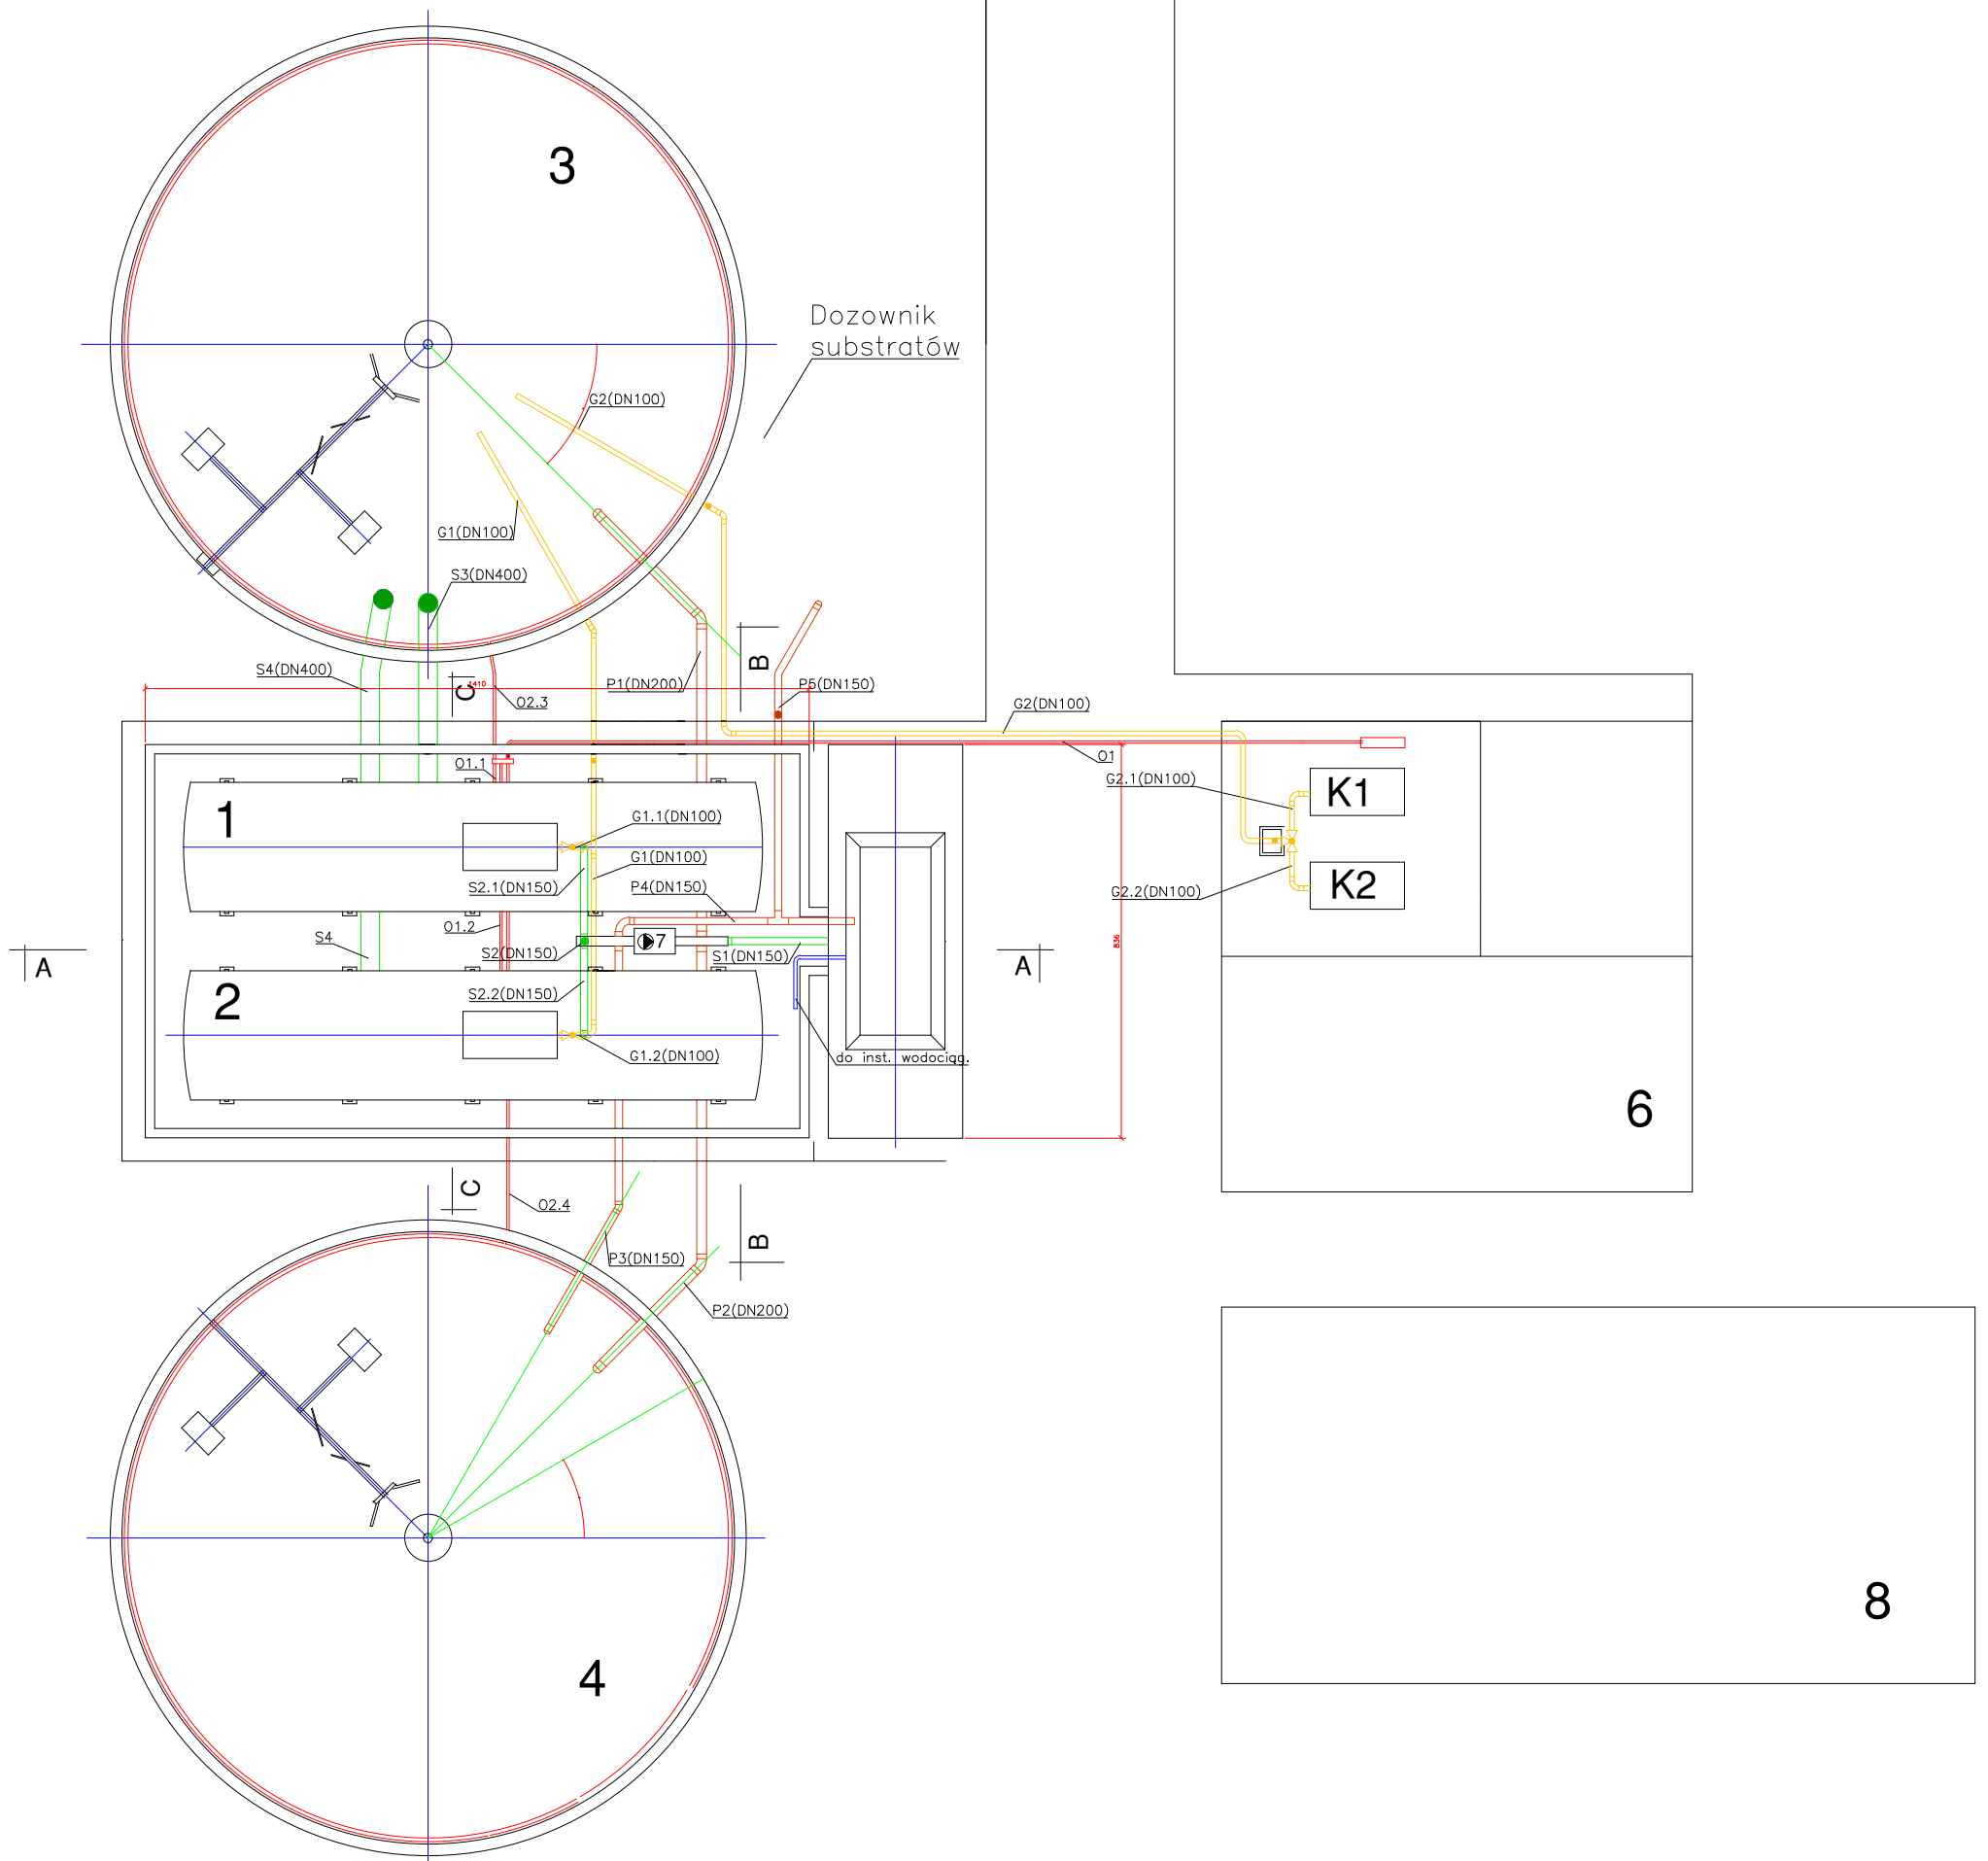 3
Dozownik
substratów
G2(DN100)
G1(DN100)
S3(DN400)
S4(DN400)
C
1410
O2.3
P1(DN200)
B
P5(DN150)
G2(DN100)
O1
O1.1
G2.1(DN100)
K1
1
G1.1(DN100)
G1(DN100)
S2.1(DN150)
P4(DN150)
G2.2(DN100)
K2
O1.2
S4
7
S2(DN150)
S1(DN150)
836
A
A
S2.2(DN150)
2
G1.2(DN100)
do inst. wodociąg.
6
C
O2.4
B
P3(DN150)
P2(DN200)
8
4